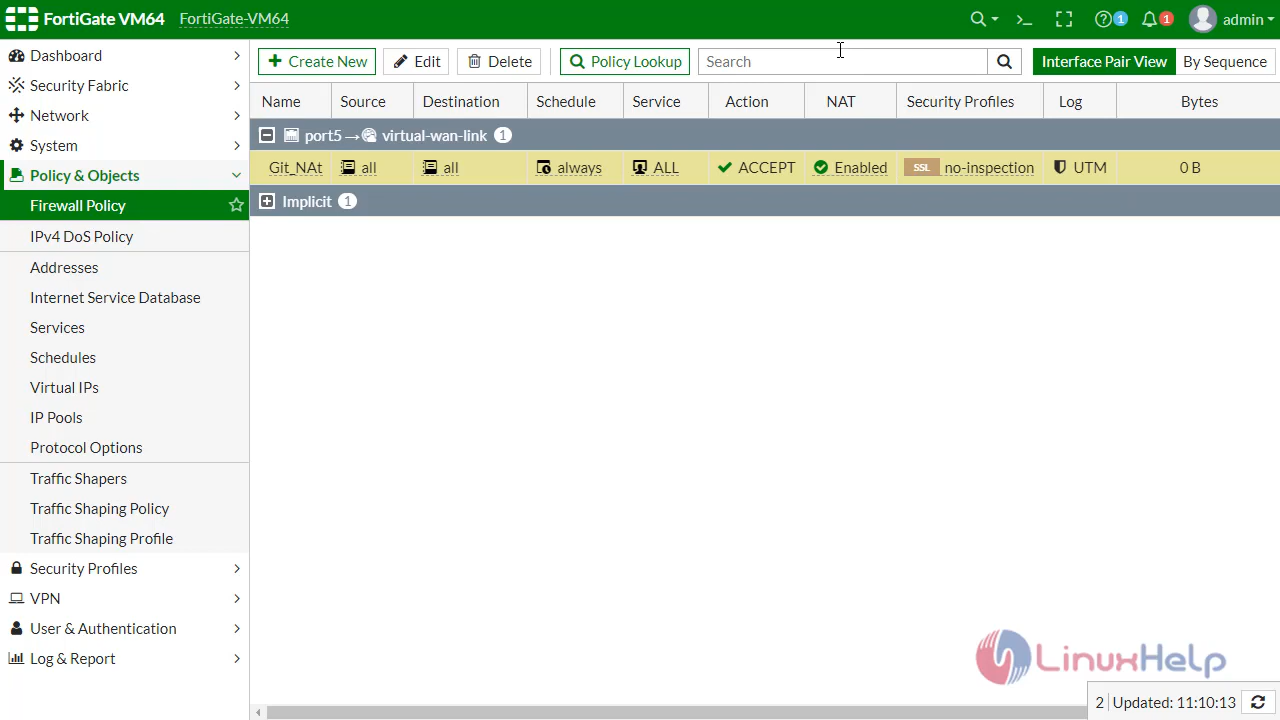 FortiGate VM64 FortiGate-VM64 1 1 admin
Dashboard
Security Fabric
Network
System
Policy & Objects
Firewall Policy
IPv4 DoS Policy
Addresses
Internet Service Database
Services
Schedules
Virtual IPs
IP Pools
Protocol Options
Traffic Shapers
Traffic Shaping Policy
Traffic Shaping Profile
Security Profiles
VPN
User & Authentication
Log & Report
Create New Edit Delete Policy Lookup Search Interface Pair View By Sequence
Name Source Destination Schedule Service Action NAT Security Profiles Log Bytes
port5 → virtual-wan-link 1
Git_NAt all all always ALL ACCEPT Enabled SSL no-inspection UTM 0 B
Implicit 1
LinuxHelp
2 Updated: 11:10:13